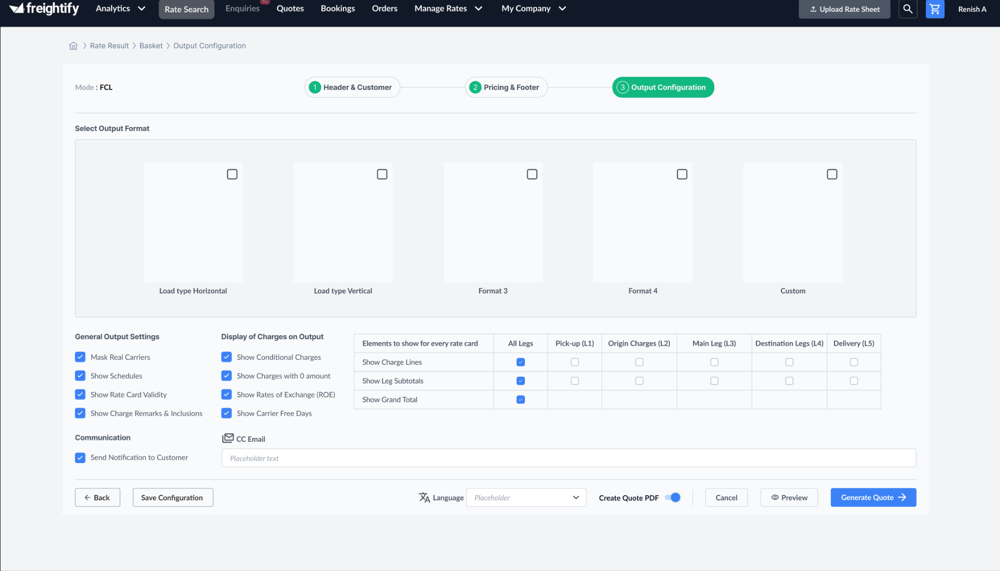 freightify
Analytics
Rate Search
Enquiries
Try
Quotes
Bookings
Orders
Manage Rates
My Company
Upload Rate Sheet
Renish A
Rate Result
Basket
Output Configuration
Mode : FCL
1 Header & Customer
2 Pricing & Footer
3 Output Configuration
Select Output Format
Load type Horizontal
Load type Vertical
Format 3
Format 4
Custom
General Output Settings
Mask Real Carriers
Show Schedules
Show Rate Card Validity
Show Charge Remarks & Inclusions
Display of Charges on Output
Show Conditional Charges
Show Charges with 0 amount
Show Rates of Exchange (ROE)
Show Carrier Free Days
Elements to show for every rate card All Legs Pick-up (L1) Origin Charges (L2) Main Leg (L3) Destination Legs (L4) Delivery (L5)
Show Charge Lines
Show Leg Subtotals
Show Grand Total
Communication
Send Notification to Customer
CC Email
Placeholder text
Back
Save Configuration
Language
Placeholder
Create Quote PDF
Cancel
Preview
Generate Quote